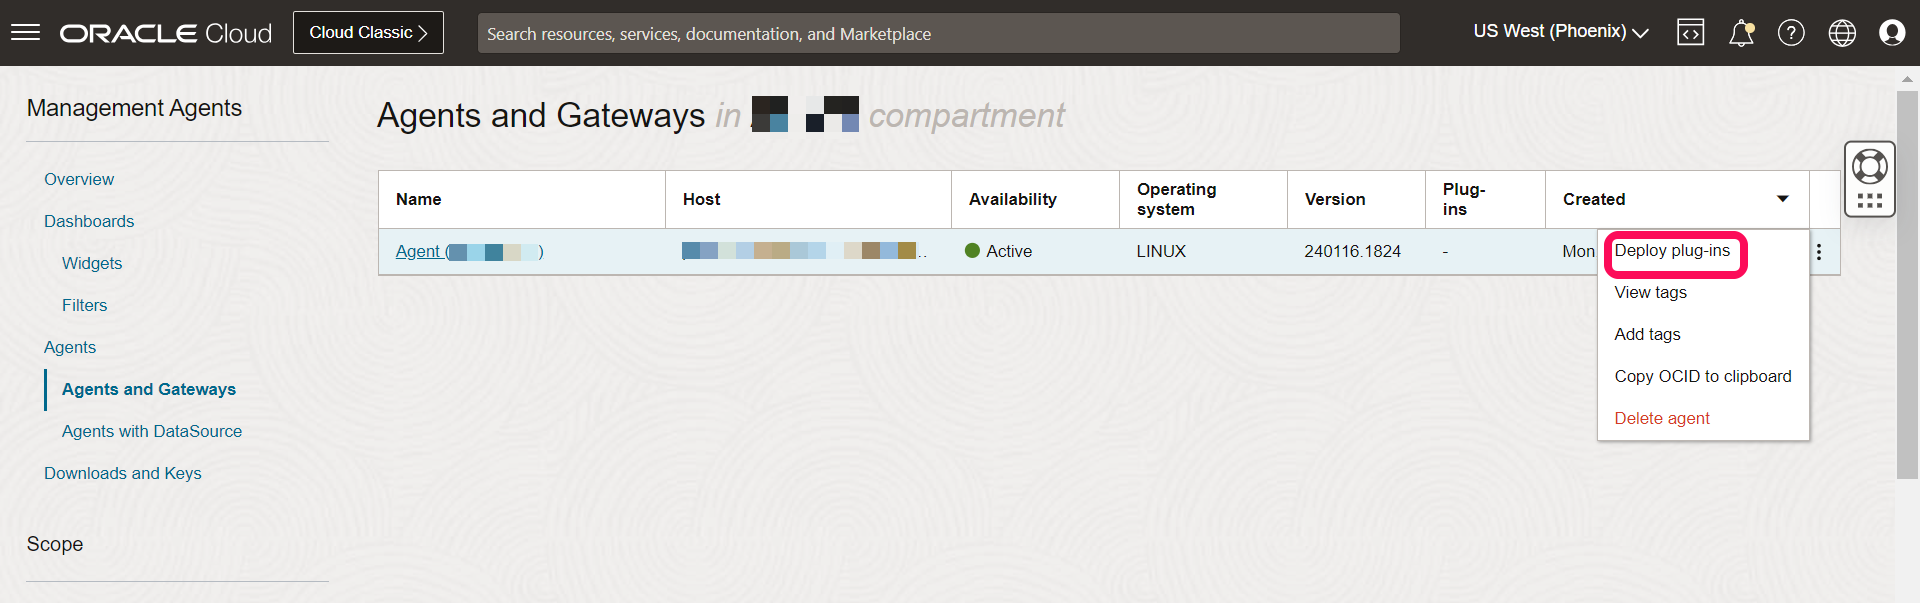 ORACLE Cloud
Cloud Classic
Search resources, services, documentation, and Marketplace
US West (Phoenix)
Management Agents
Overview
Dashboards
Widgets
Filters
Agents
Agents and Gateways
Agents with DataSource
Downloads and Keys
Scope
Agents and Gateways in compartment
Name
Host
Availability
Operating
system
Version
Plug-
ins
Created
Agent ( )
..
Active
LINUX
240116.1824
-
Mon,
Deploy plug-ins
View tags
Add tags
Copy OCID to clipboard
Delete agent